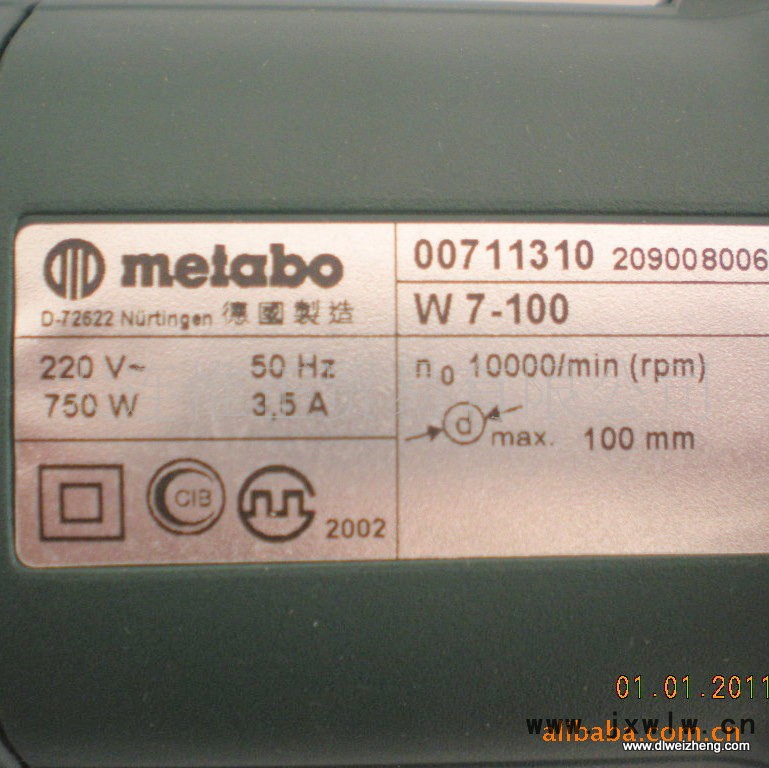 metabo
D-72622 Nürtingen 德國製造
220 V~ 50 Hz
750 W 3,5 A
CIB
2002
00711310 209008006
W 7-100
n0 10000/min (rpm)
d max. 100 mm
01.01.2011
www.jxwlw.cn
alibaba.com.cn
www.dlweizheng.com